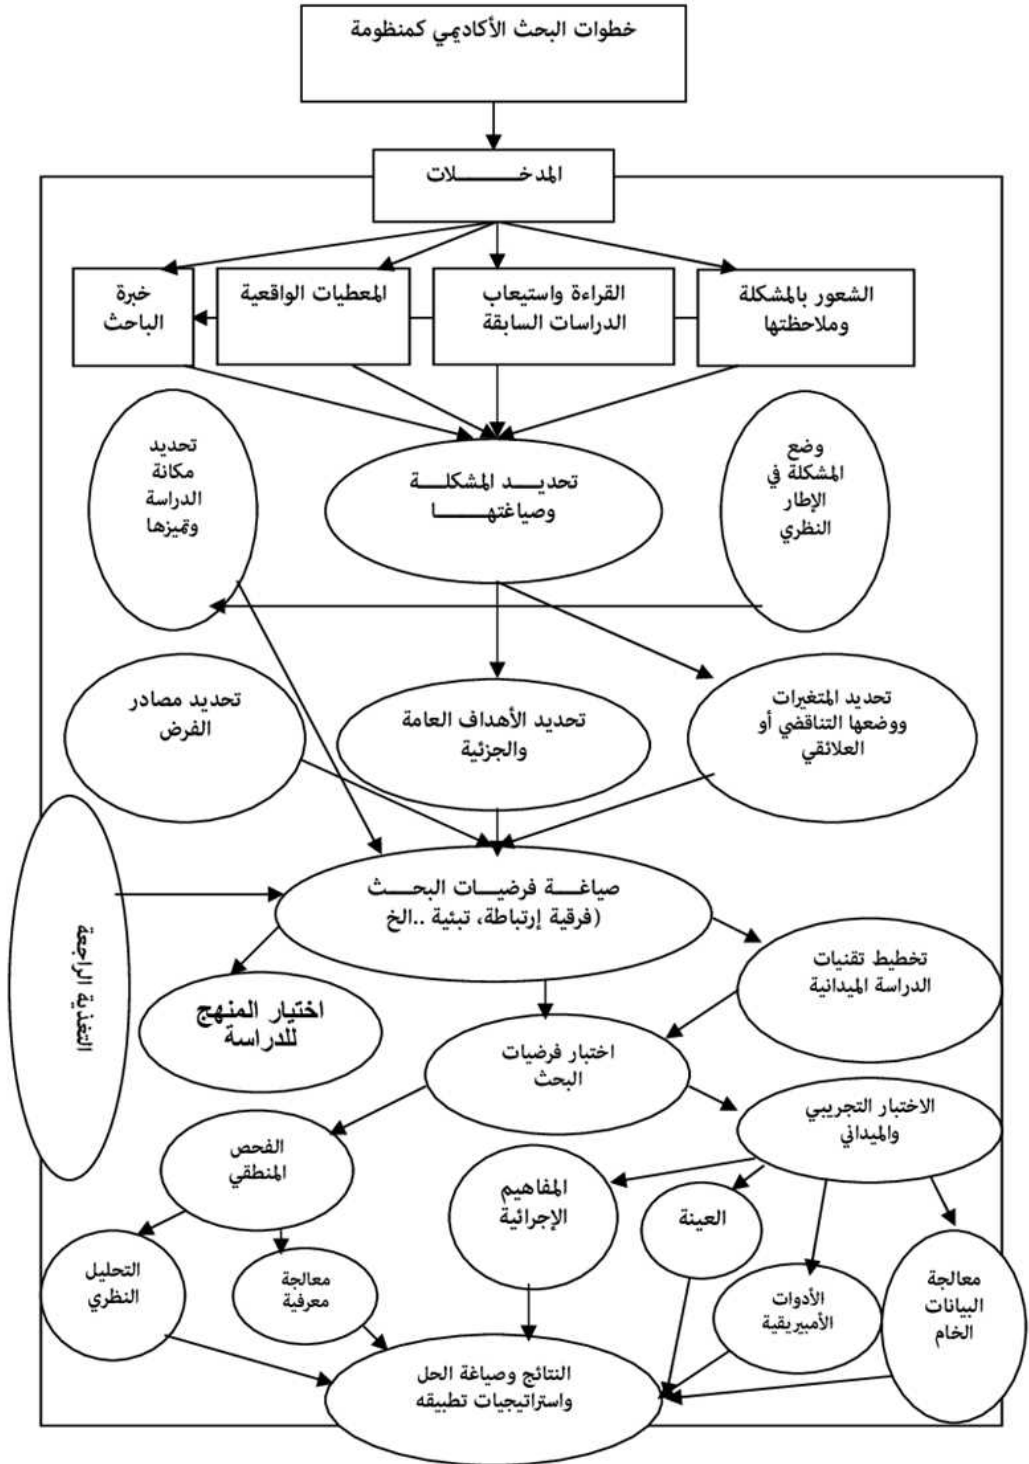 خطوات البحث الأكاديمي كمنظومة
المدخـــــــــلات
الشعور بالمشكلة
وملاحظتها
القراءة واستيعاب
الدراسات السابقة
المعطيات الواقعية
خبرة
الباحث
وضع
المشكلة في
الإطار
النظري
تحديـــد المشكلـــة
وصياغتهـــــــا
تحديد
مكانة
الدراسة
وتميزها
تحديد المتغيرات
ووضعها التناقضي أو
العلائقي
تحديد الأهداف العامة
والجزئية
تحديد مصادر
الفرض
صياغـــة فرضيـــات البحـــث
(فرقية إرتباطة، تبئية ..الخ
التغذية الراجعة
تخطيط تقنيات
الدراسة الميدانية
اختيار المنهج
للدراسة
اختبار فرضيات
البحث
الاختبار التجريبي
والميداني
الفحص
المنطقي
المفاهيم
الإجرائية
العينة
الأدوات
الأمبيريقية
معالجة
البيانات
الخام
معالجة
معرفية
التحليل
النظري
النتائج وصياغة الحل
واستراتيجيات تطبيقه